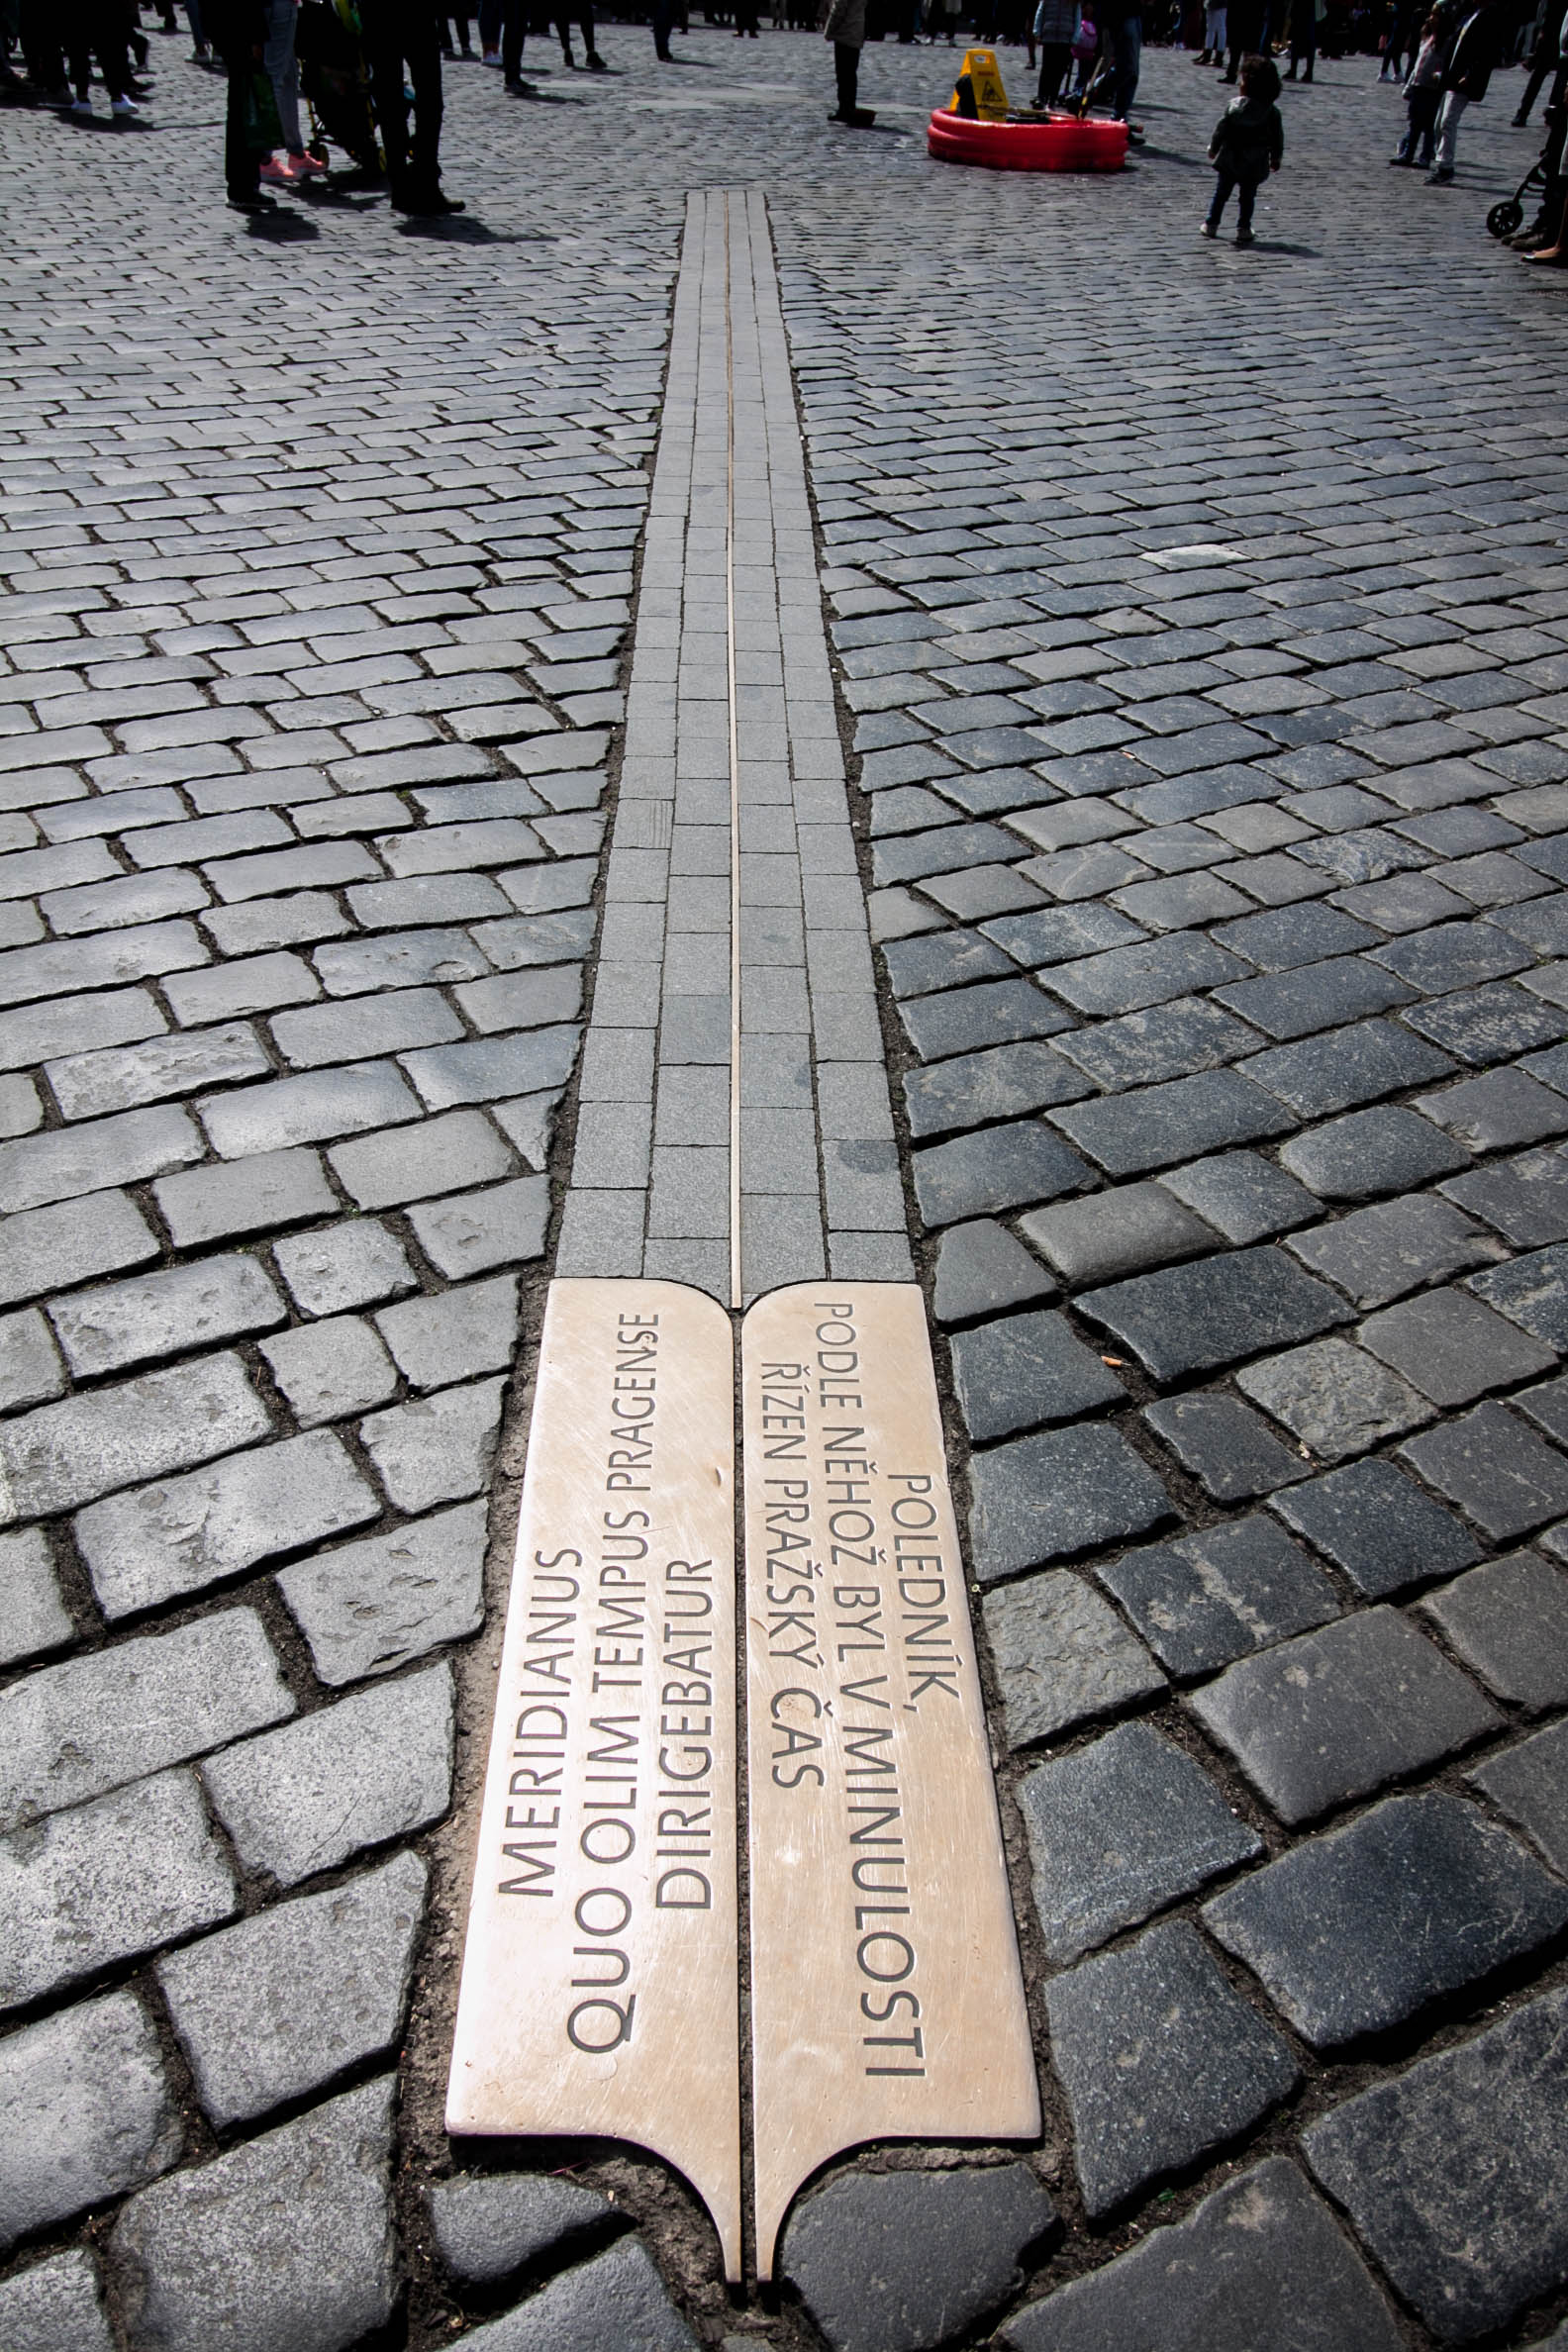 MERIDIANUS
QUO OLIM TEMPUS PRAGENSE
DIRIGEBATUR
POLEDNÍK,
PODLE NĚHOŽ BYL V MINULOSTI
ŘÍZEN PRAŽSKÝ ČAS